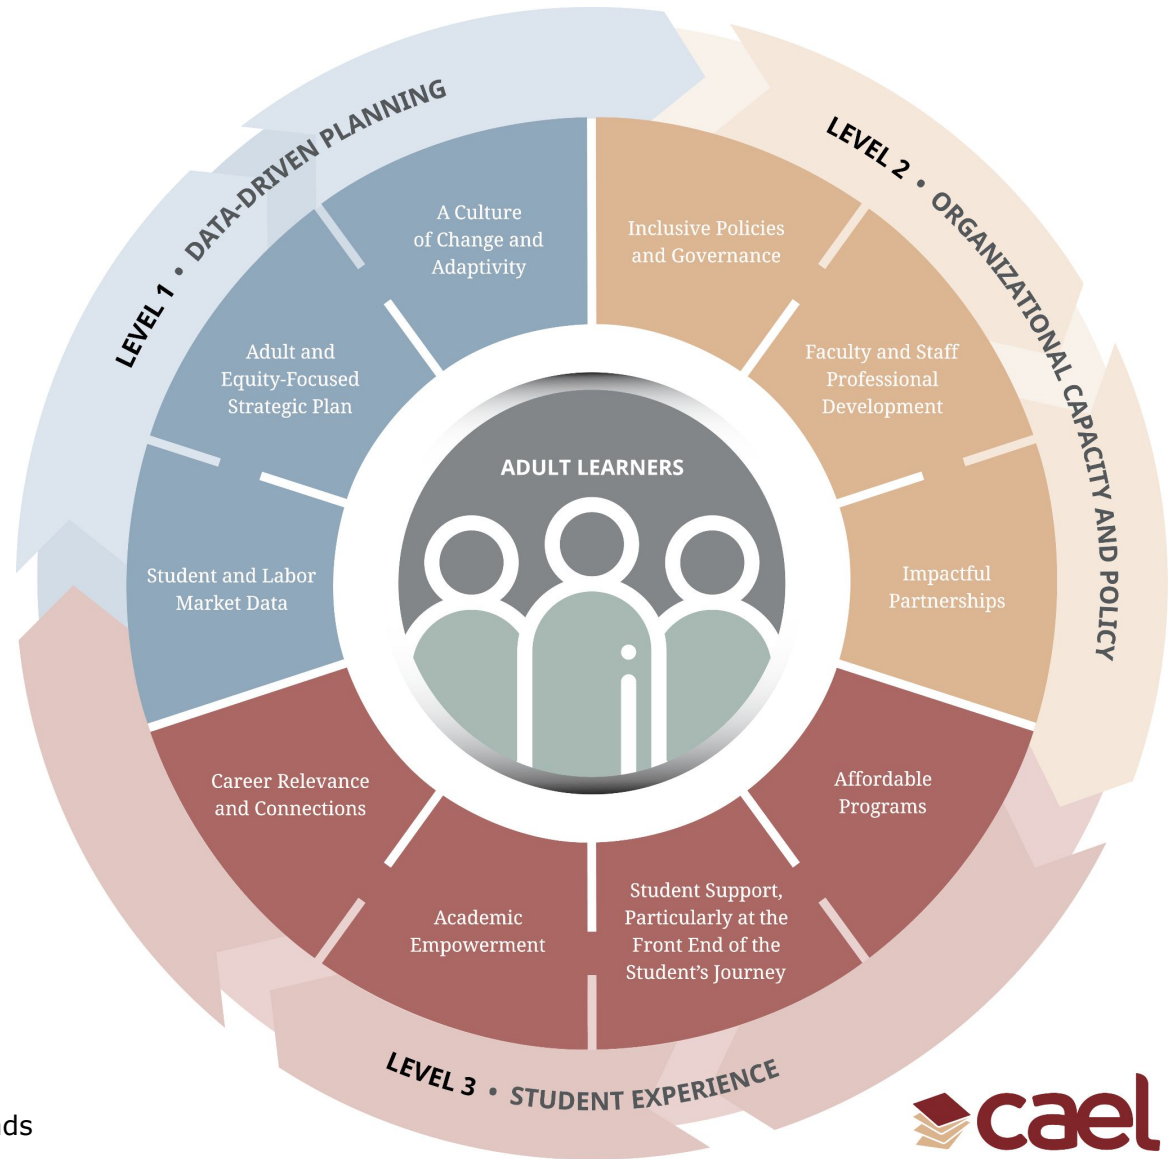 LEVEL 1 • DATA-DRIVEN PLANNING
A Culture
of Change and
Adaptivity
Adult and
Equity-Focused
Strategic Plan
Student and Labor
Market Data
LEVEL 2 • ORGANIZATIONAL CAPACITY AND POLICY
Inclusive Policies
and Governance
Faculty and Staff
Professional
Development
Impactful
Partnerships
ADULT LEARNERS
Affordable
Programs
Student Support,
Particularly at the
Front End of the
Student’s Journey
Academic
Empowerment
Career Relevance
and Connections
LEVEL 3 • STUDENT EXPERIENCE
cael